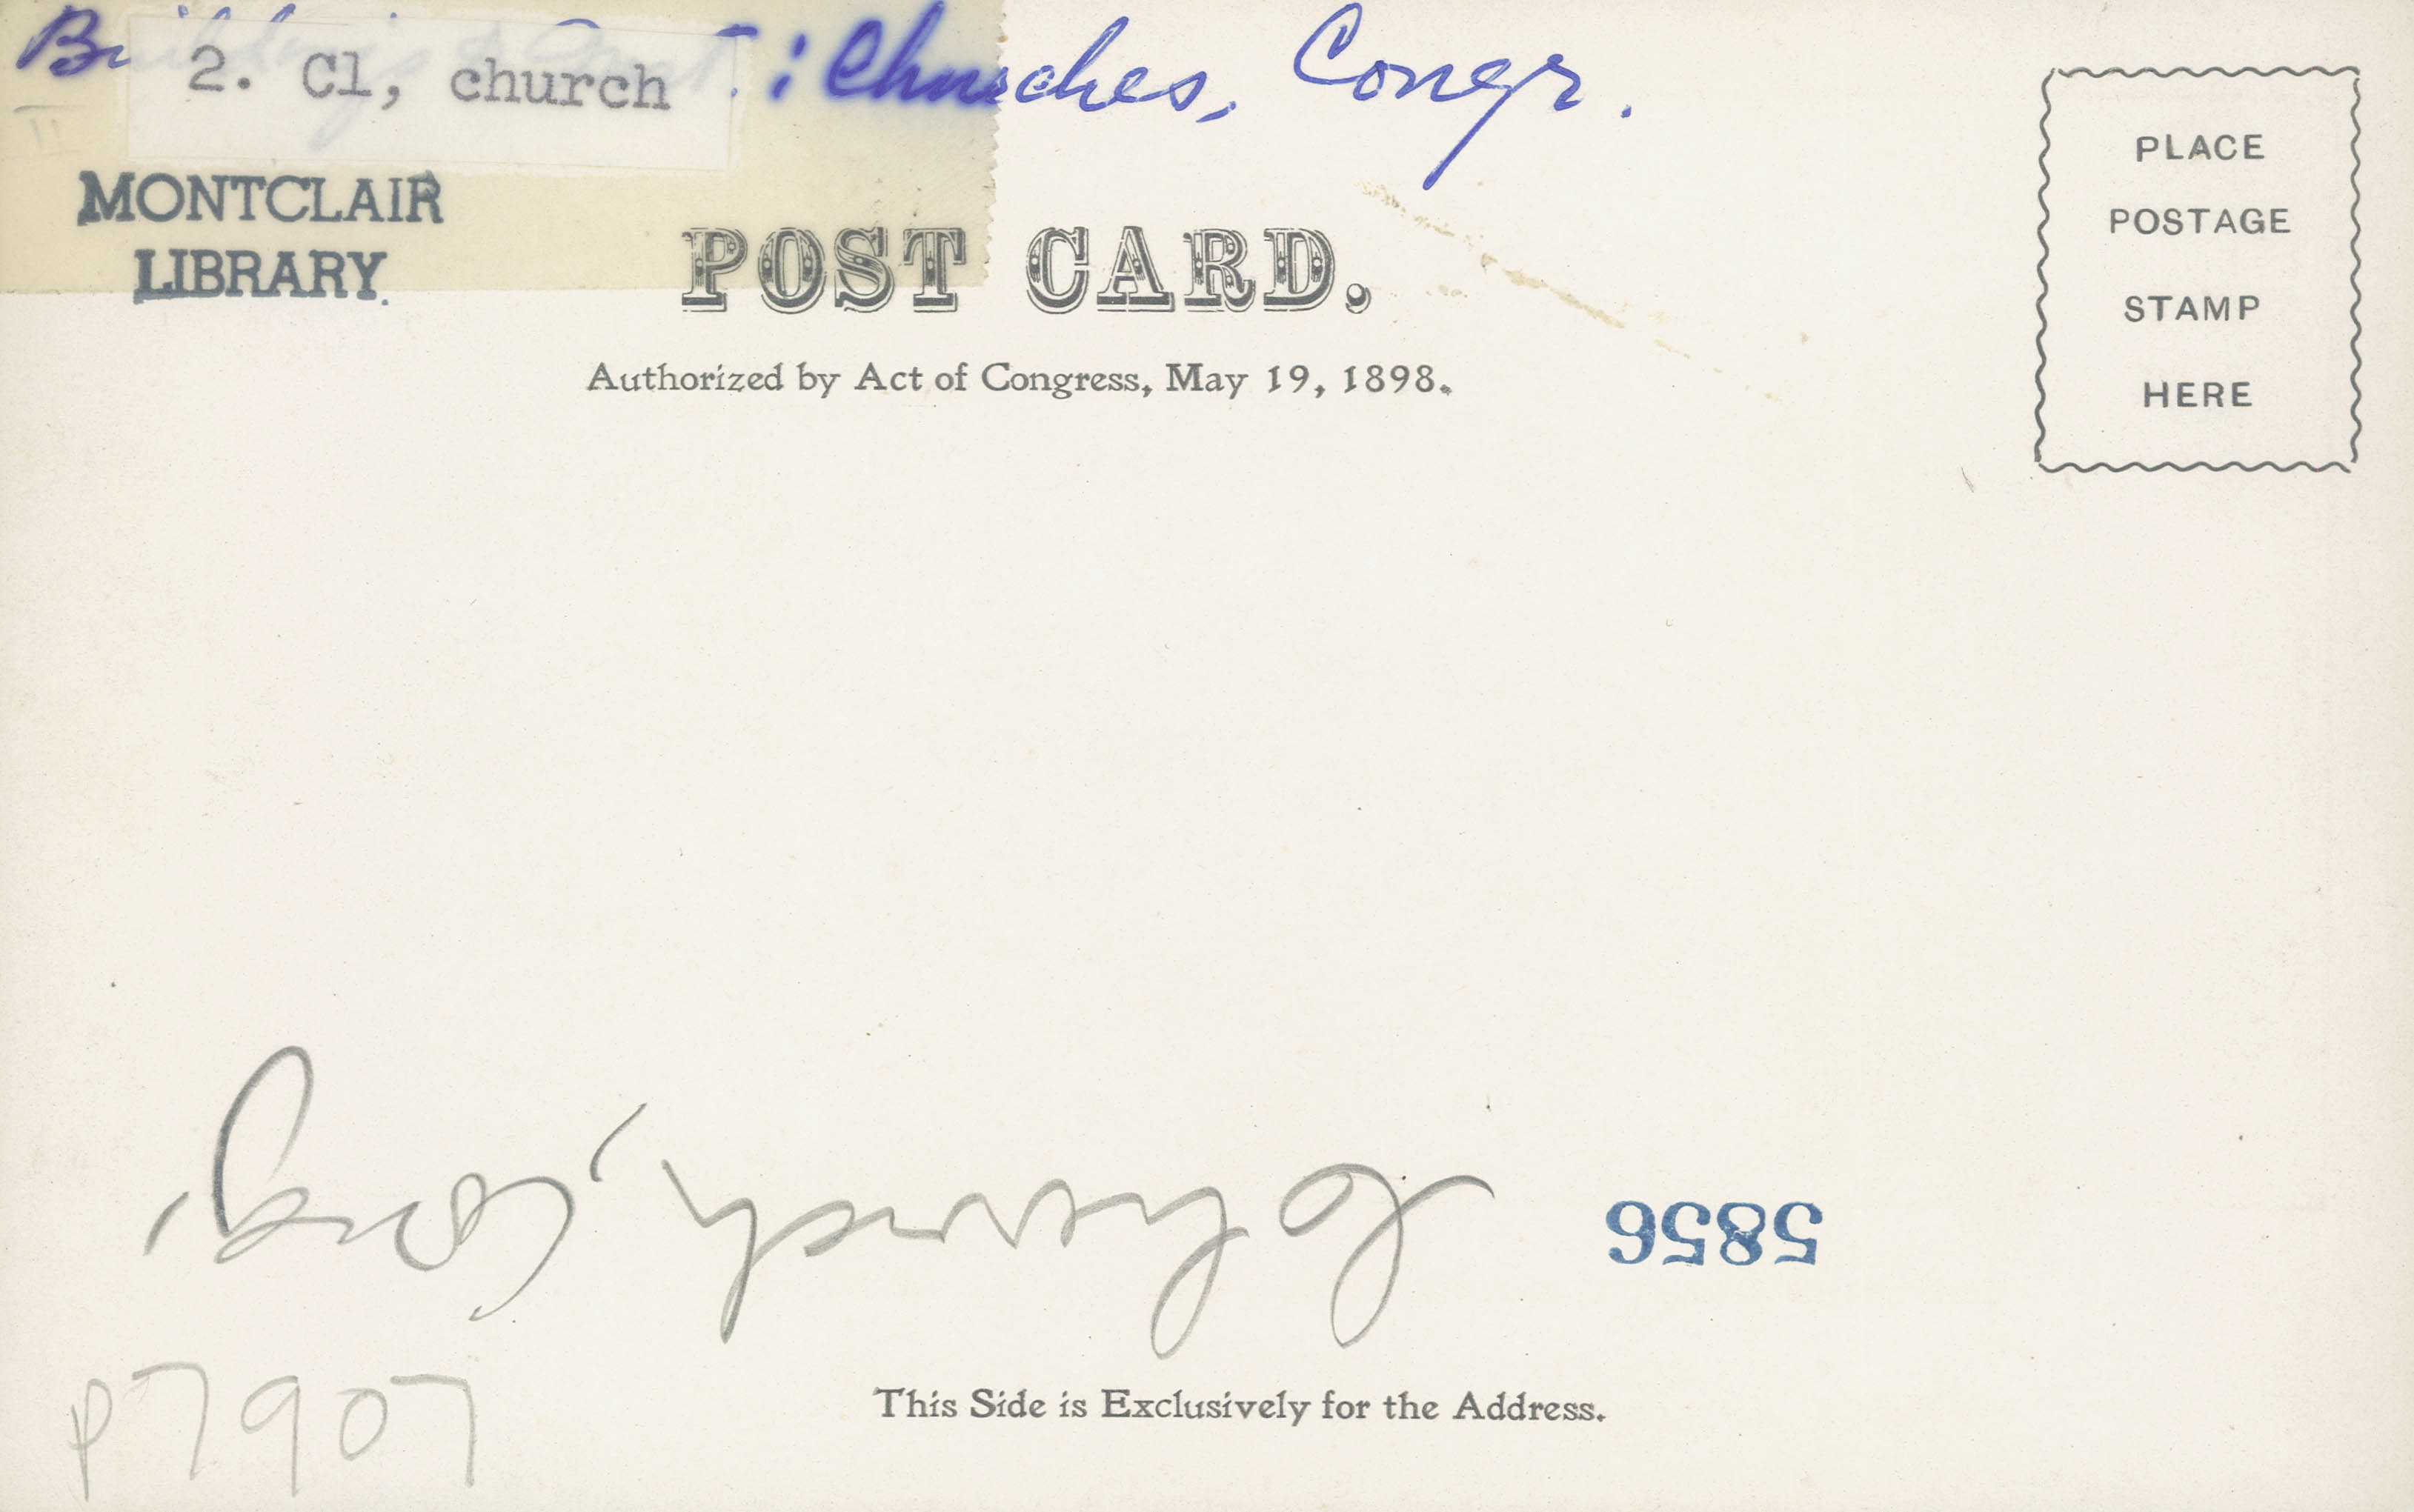 : Churches, Congr.
2. Cl, church
MONTCLAIR
LIBRARY.
POST CARD.
Authorized by Act of Congress, May 19, 1898.
PLACE
POSTAGE
STAMP
HERE
5856
This Side is Exclusively for the Address.
P7907